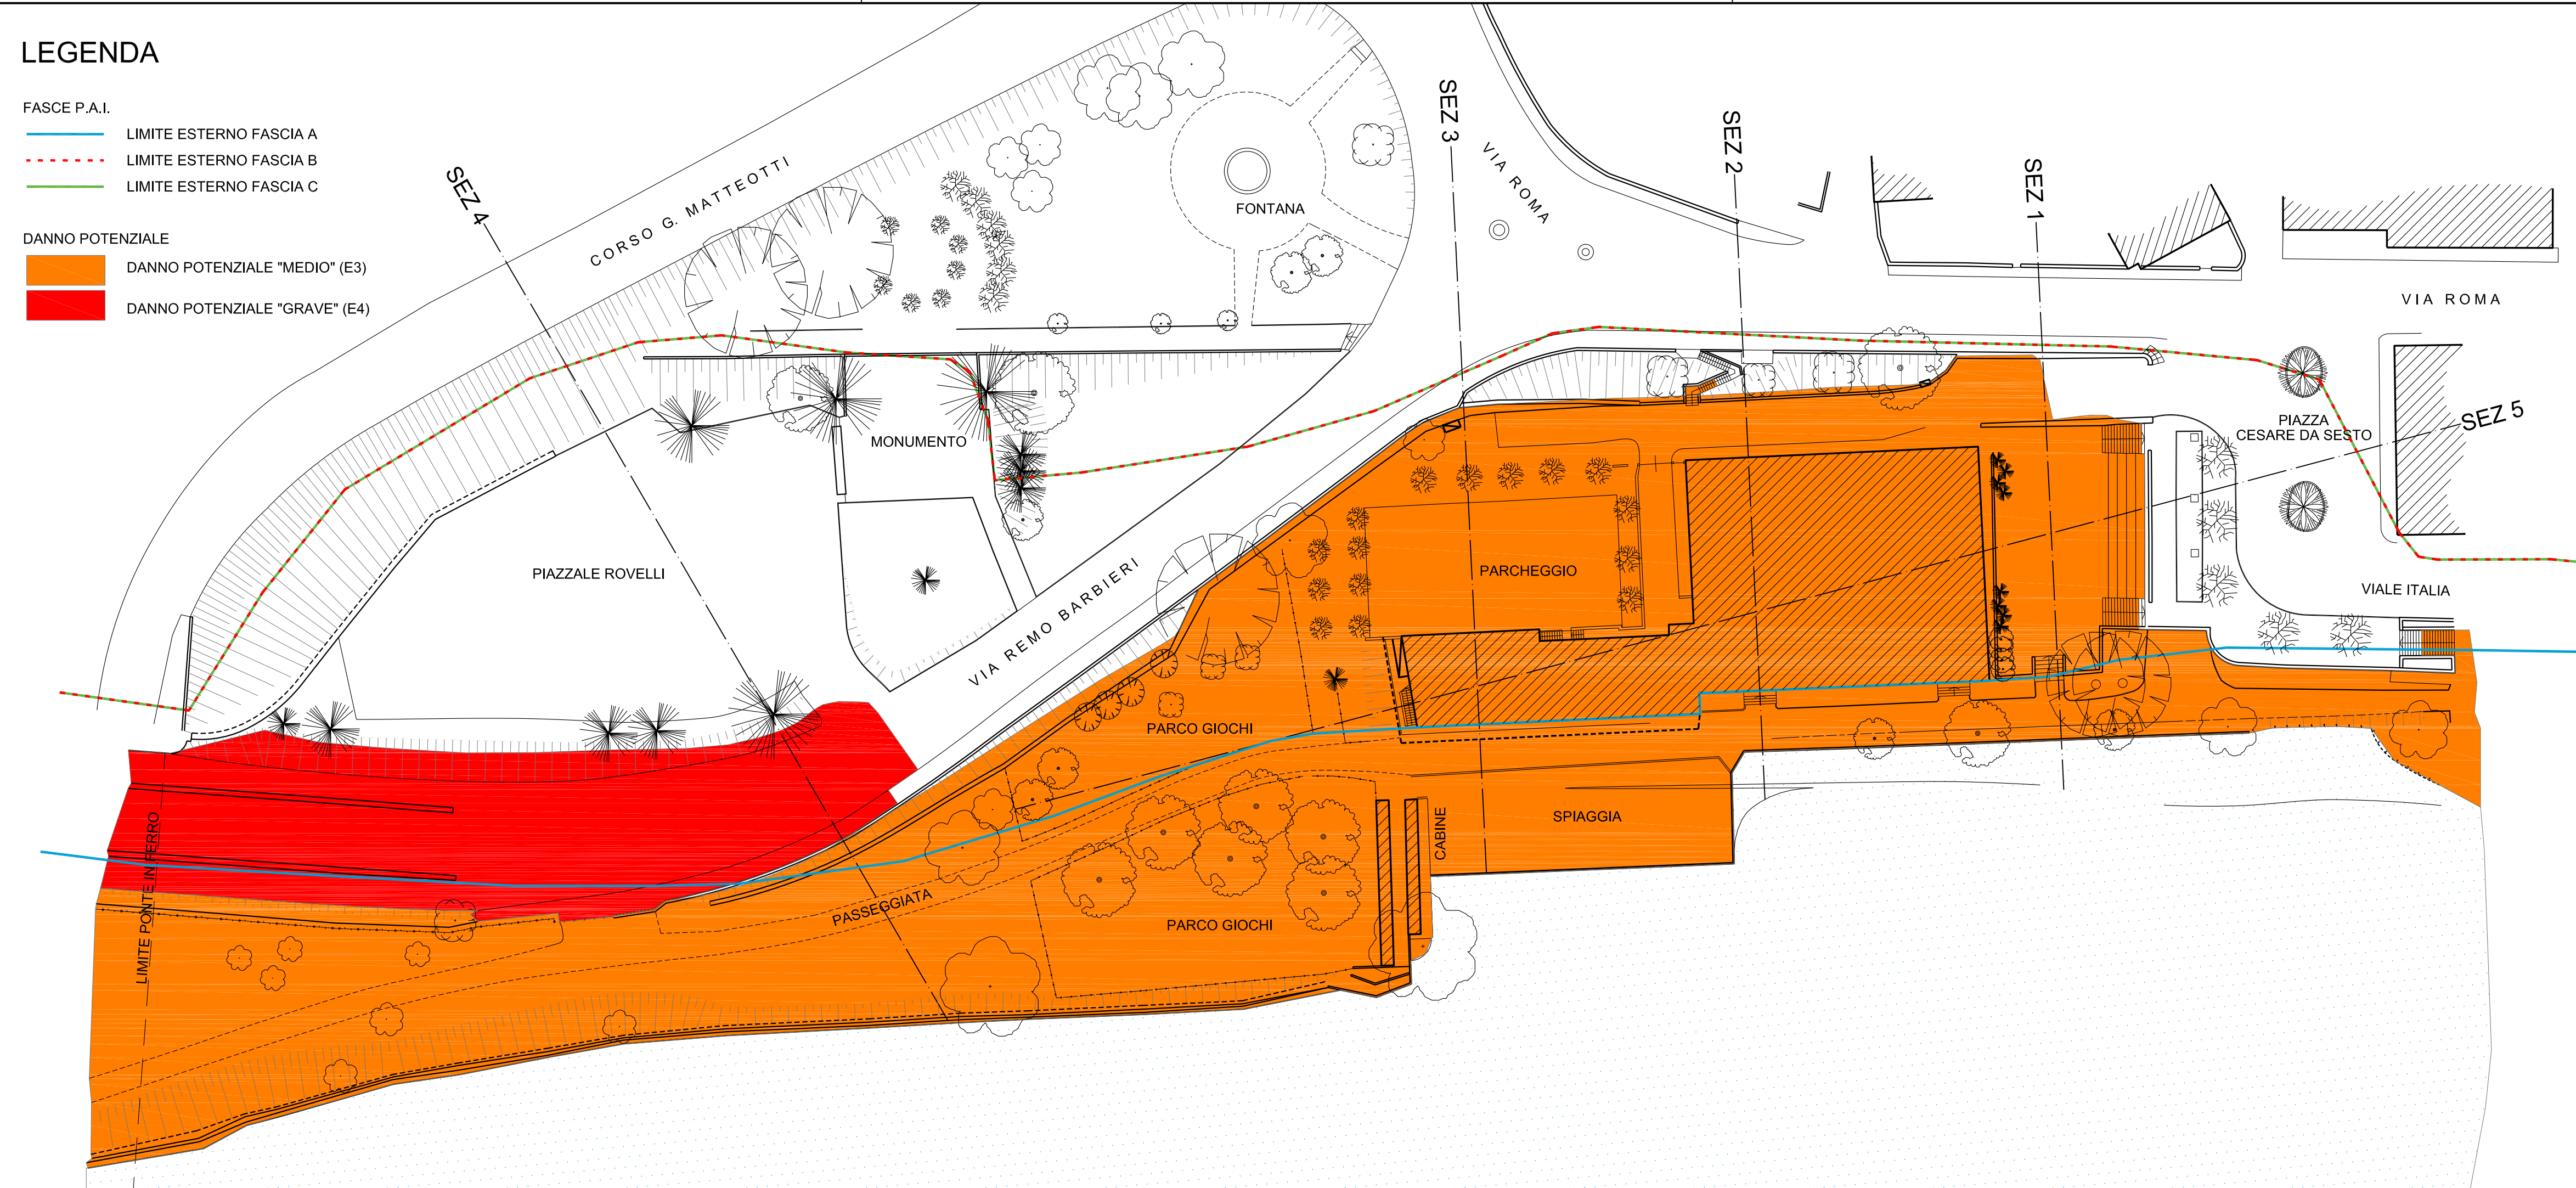 LEGENDA
FASCE P.A.I.
LIMITE ESTERNO FASCIA A
LIMITE ESTERNO FASCIA B
LIMITE ESTERNO FASCIA C
DANNO POTENZIALE
DANNO POTENZIALE "MEDIO" (E3)
DANNO POTENZIALE "GRAVE" (E4)
SEZ 4
CORSO G. MATTEOTTI
FONTANA
SEZ 3
VIA ROMA
SEZ 2
SEZ 1
VIA ROMA
SEZ 5
PIAZZA
CESARE DA SESTO
MONUMENTO
PIAZZALE ROVELLI
VIA REMO BARBIERI
PARCHEGGIO
VIALE ITALIA
PARCO GIOCHI
SPIAGGIA
CABINE
LIMITE PONTE IN FERRO
PASSEGGIATA
PARCO GIOCHI